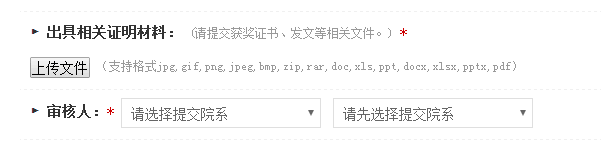 出具相关证明材料：（请提交获奖证书、发文等相关文件。）*
上传文件 （支持格式jpg,gif,png,jpeg,bmp,zip,rar,doc,xls,ppt,docx,xlsx,pptx,pdf）
审核人：* 请选择提交院系 请先选择提交院系